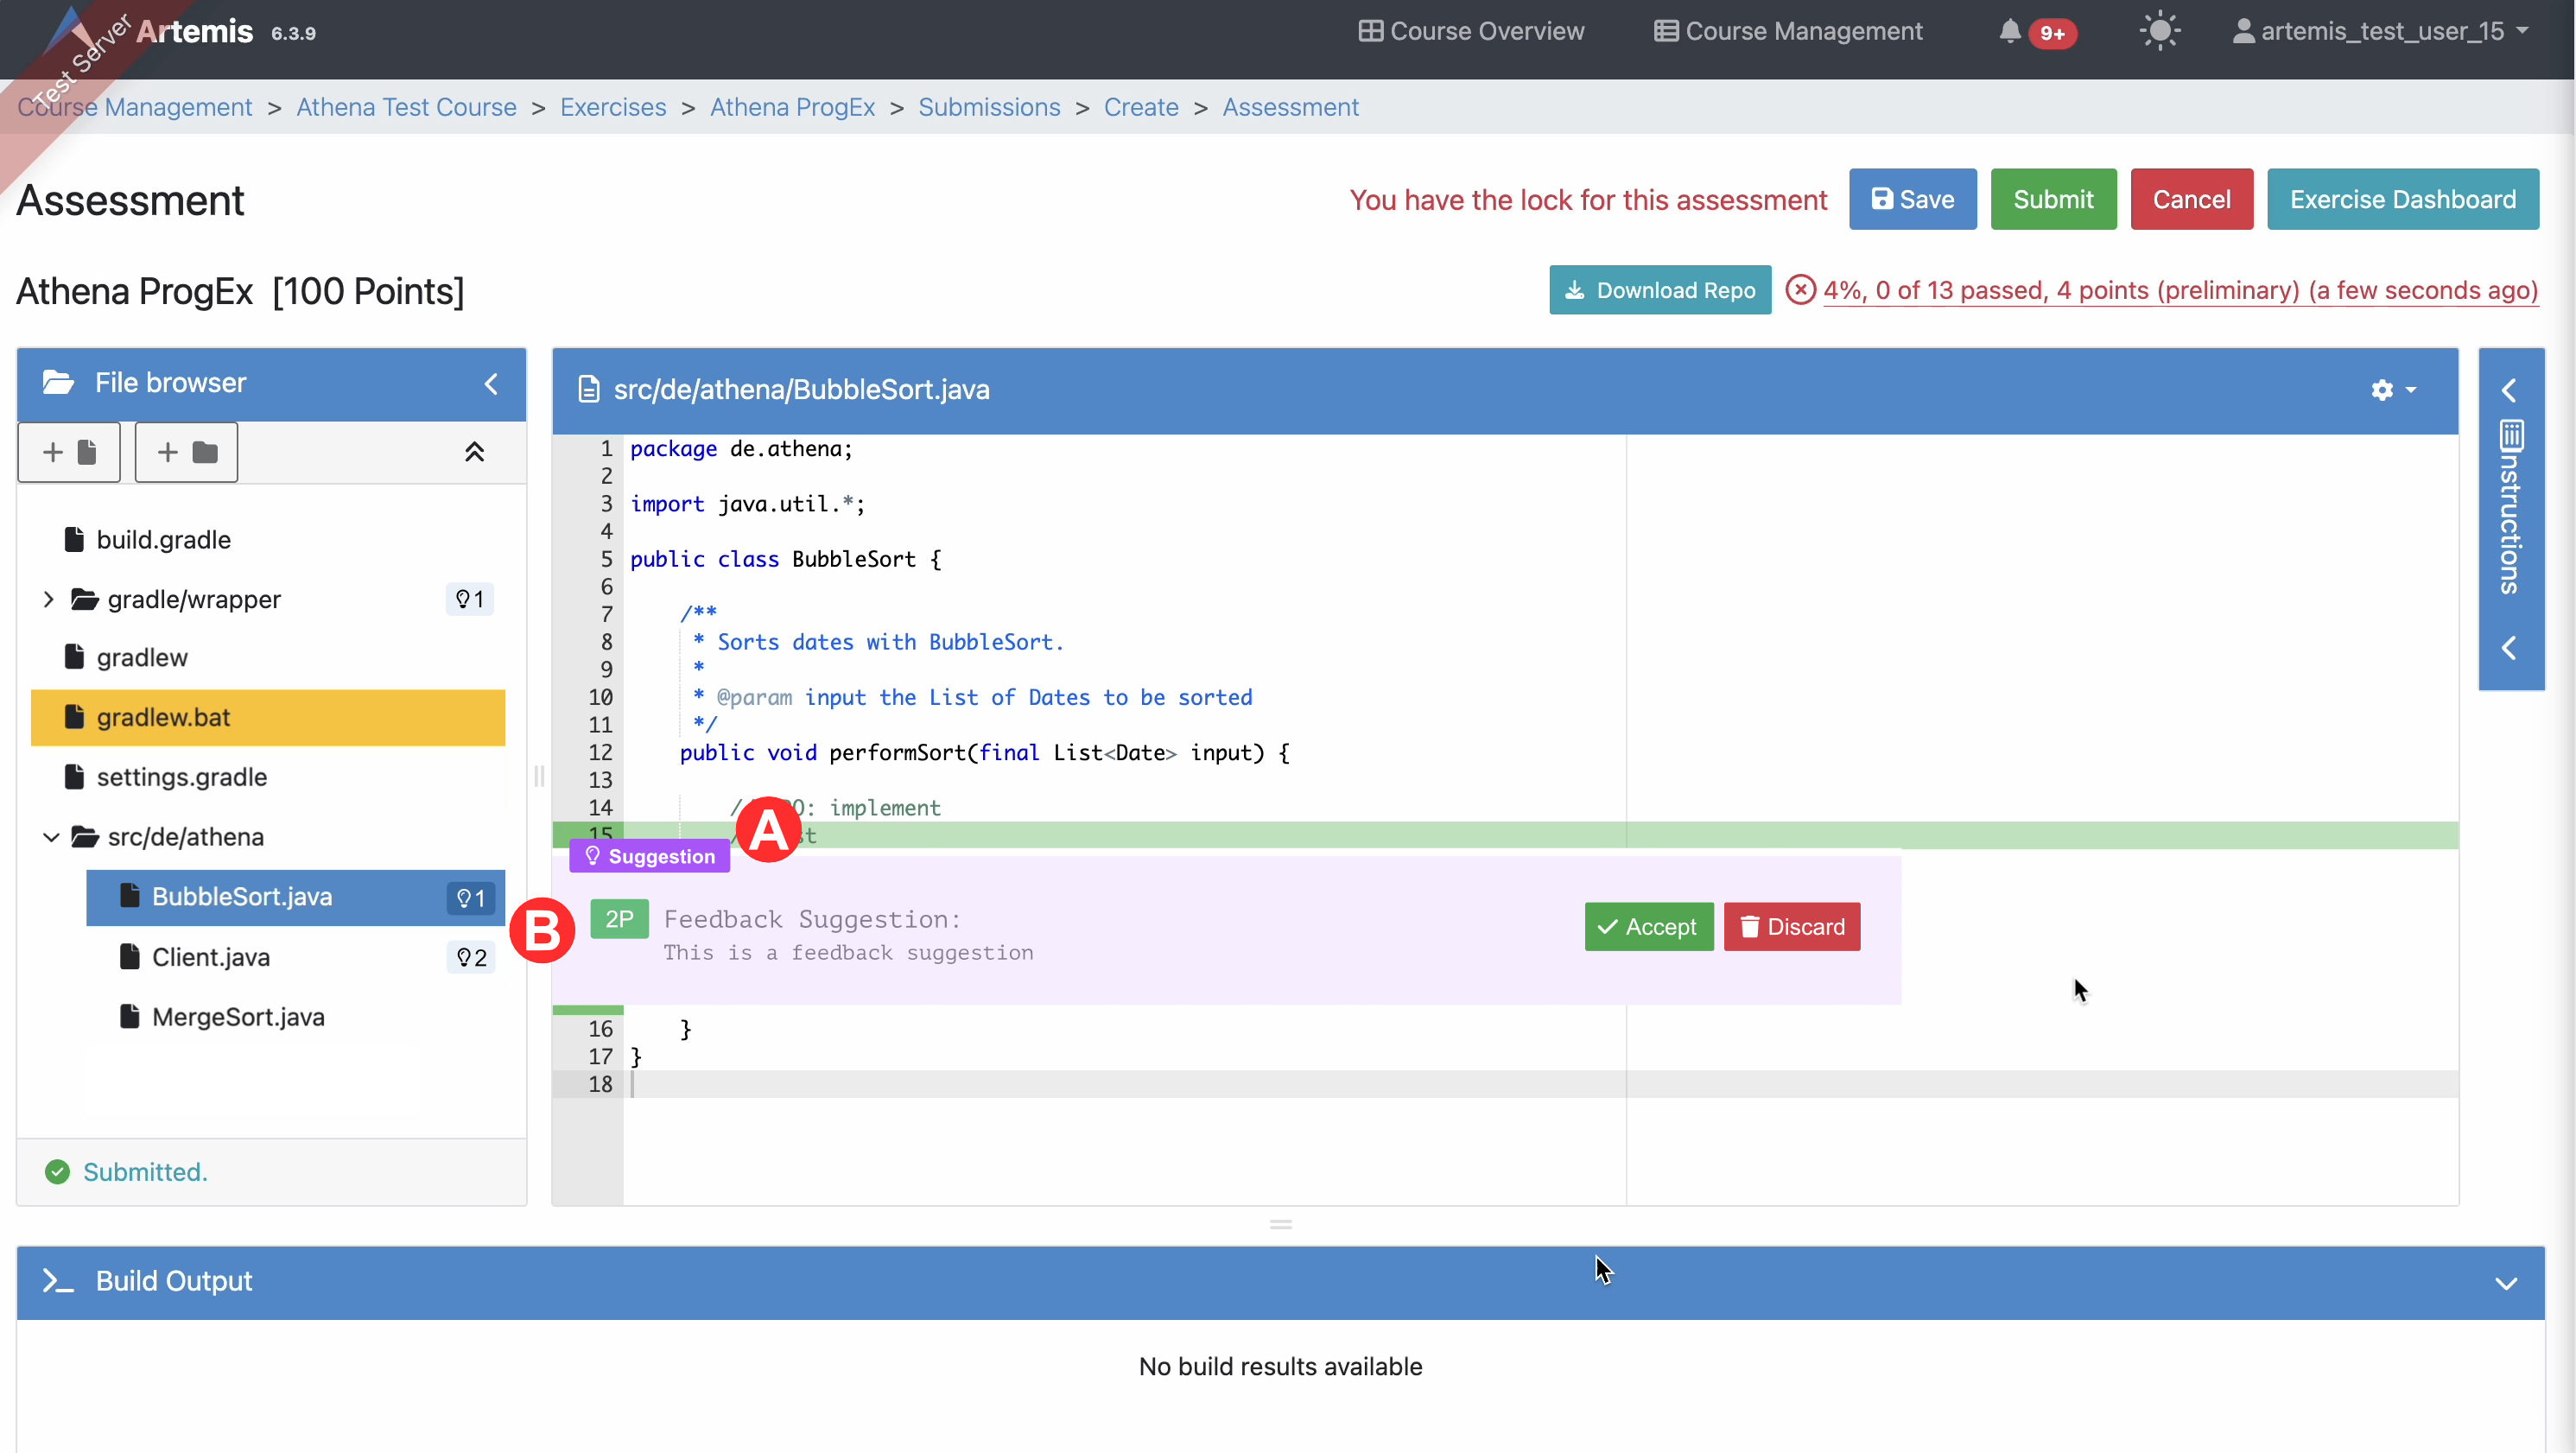 Test Server
Artemis 6.3.9
Course Overview
Course Management
9+
artemis_test_user_15
Course Management > Athena Test Course > Exercises > Athena ProgEx > Submissions > Create > Assessment
Assessment
You have the lock for this assessment
Save
Submit
Cancel
Exercise Dashboard
Athena ProgEx [100 Points]
Download Repo
4%, 0 of 13 passed, 4 points (preliminary) (a few seconds ago)
File browser
build.gradle
gradle/wrapper 1
gradlew
gradlew.bat
settings.gradle
src/de/athena
BubbleSort.java 1
Client.java 2
MergeSort.java
Submitted.
src/de/athena/BubbleSort.java
1 package de.athena;
2
3 import java.util.*;
4
5 public class BubbleSort {
6
7 /**
8 * Sorts dates with BubbleSort.
9 *
10 * @param input the List of Dates to be sorted
11 */
12 public void performSort(final List<Date> input) {
13
14 O: implement
15
A
Suggestion
B
2P Feedback Suggestion:
This is a feedback suggestion
Accept
Discard
16 }
17 }
18
Instructions
Build Output
No build results available